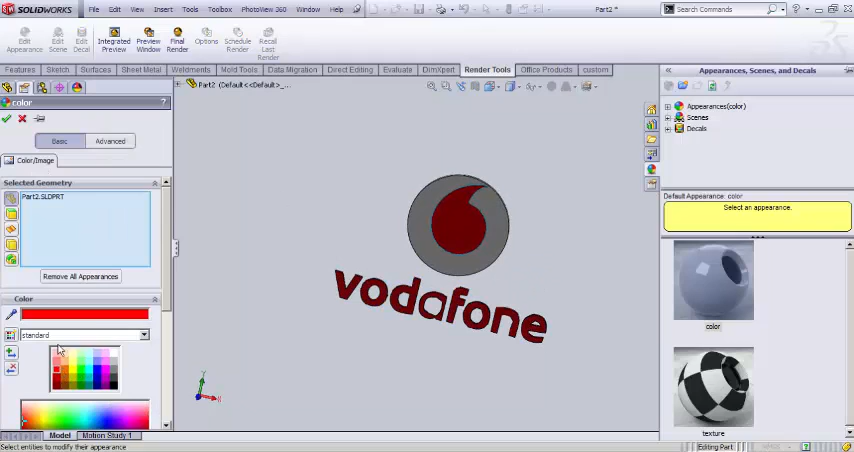 SOLIDWORKS File Edit View Insert Tools Toolbox PhotoView 360 Window Help Part2 * Search Commands
Edit Appearance
Edit Scene
Edit Decal
Integrated Preview
Preview Window
Final Render
Options
Schedule Render
Recall Last Render
Features Sketch Surfaces Sheet Metal Weldments Mold Tools Data Migration Direct Editing Evaluate DimXpert Render Tools Office Products custom
Part2 (Default<<Default>_...
color ?
Basic Advanced
Color/Image
Selected Geometry
Part2.SLDPRT
Remove All Appearances
Color
standard
vodafone
Y
X
Appearances, Scenes, and Decals
Appearances(color)
Scenes
Decals
Default Appearance: color
Select an appearance.
color
texture
Model Motion Study 1
Select entities to modify their appearance
Editing Part